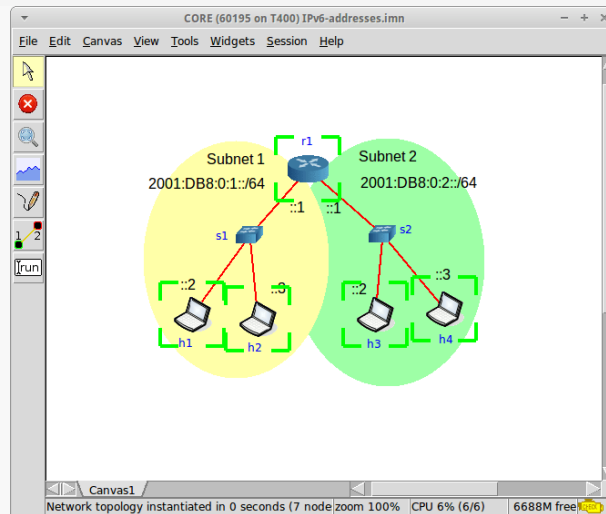 CORE (60195 on T400) IPv6-addresses.imn
File Edit Canvas View Tools Widgets Session Help
r1
Subnet 1
Subnet 2
2001:DB8:0:1::/64
2001:DB8:0:2::/64
::1
::1
s1
s2
::2
::3
::2
::3
h1
h2
h3
h4
1 2
run
Canvas1
Network topology instantiated in 0 seconds (7 node zoom 100% CPU 6% (6/6) 6688M free